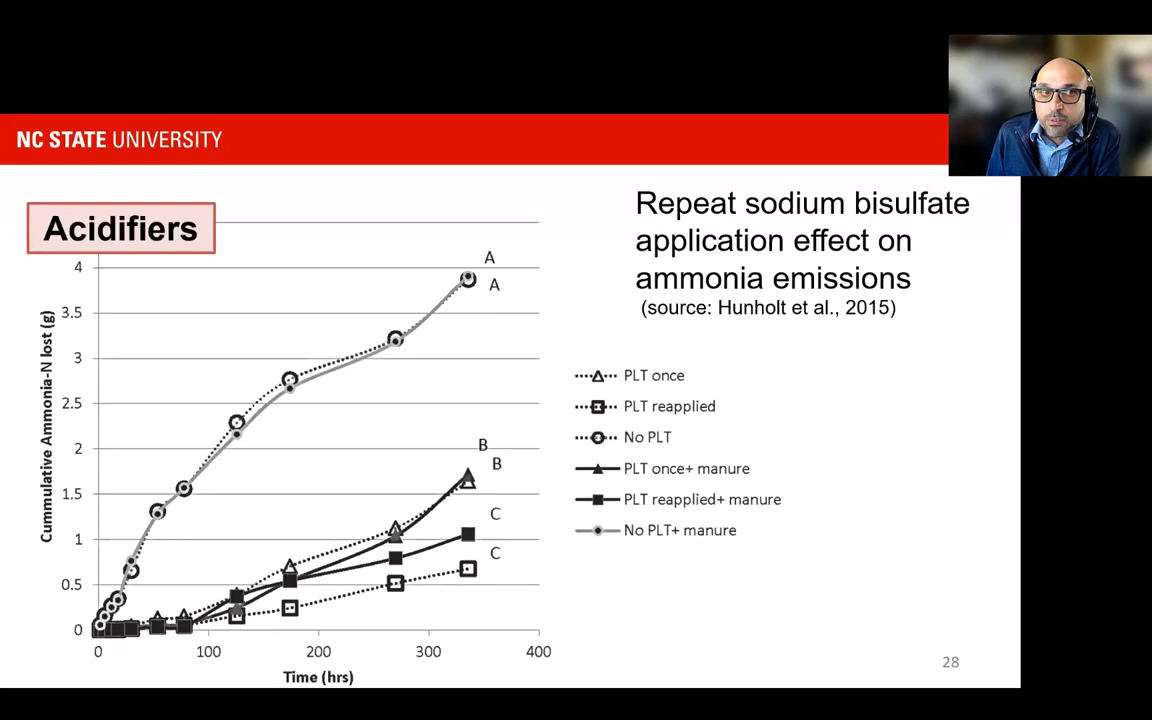 NC STATE UNIVERSITY
Acidifiers
Repeat sodium bisulfate
application effect on
ammonia emissions
(source: Hunholt et al., 2015)
Cummulative Ammonia-N lost (g)
4
3.5
3
2.5
2
1.5
1
0.5
0
A
A
B
B
C
C
0 100 200 300 400
Time (hrs)
PLT once
PLT reapplied
No PLT
PLT once+ manure
PLT reapplied+ manure
No PLT+ manure
28